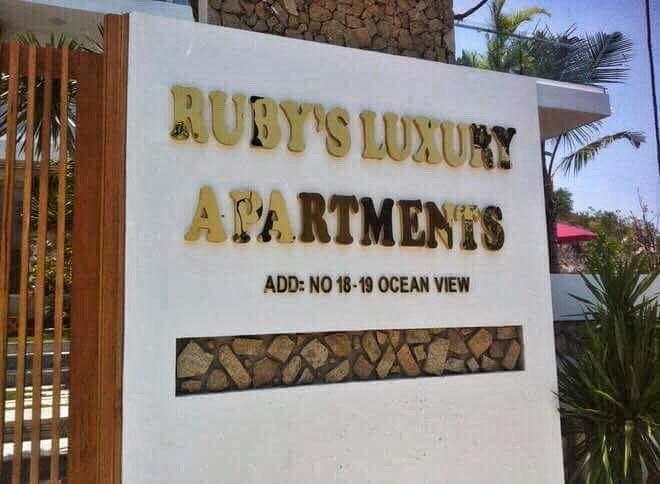 RUBY'S LUXURY
APARTMENTS
ADD: NO 18-19 OCEAN VIEW